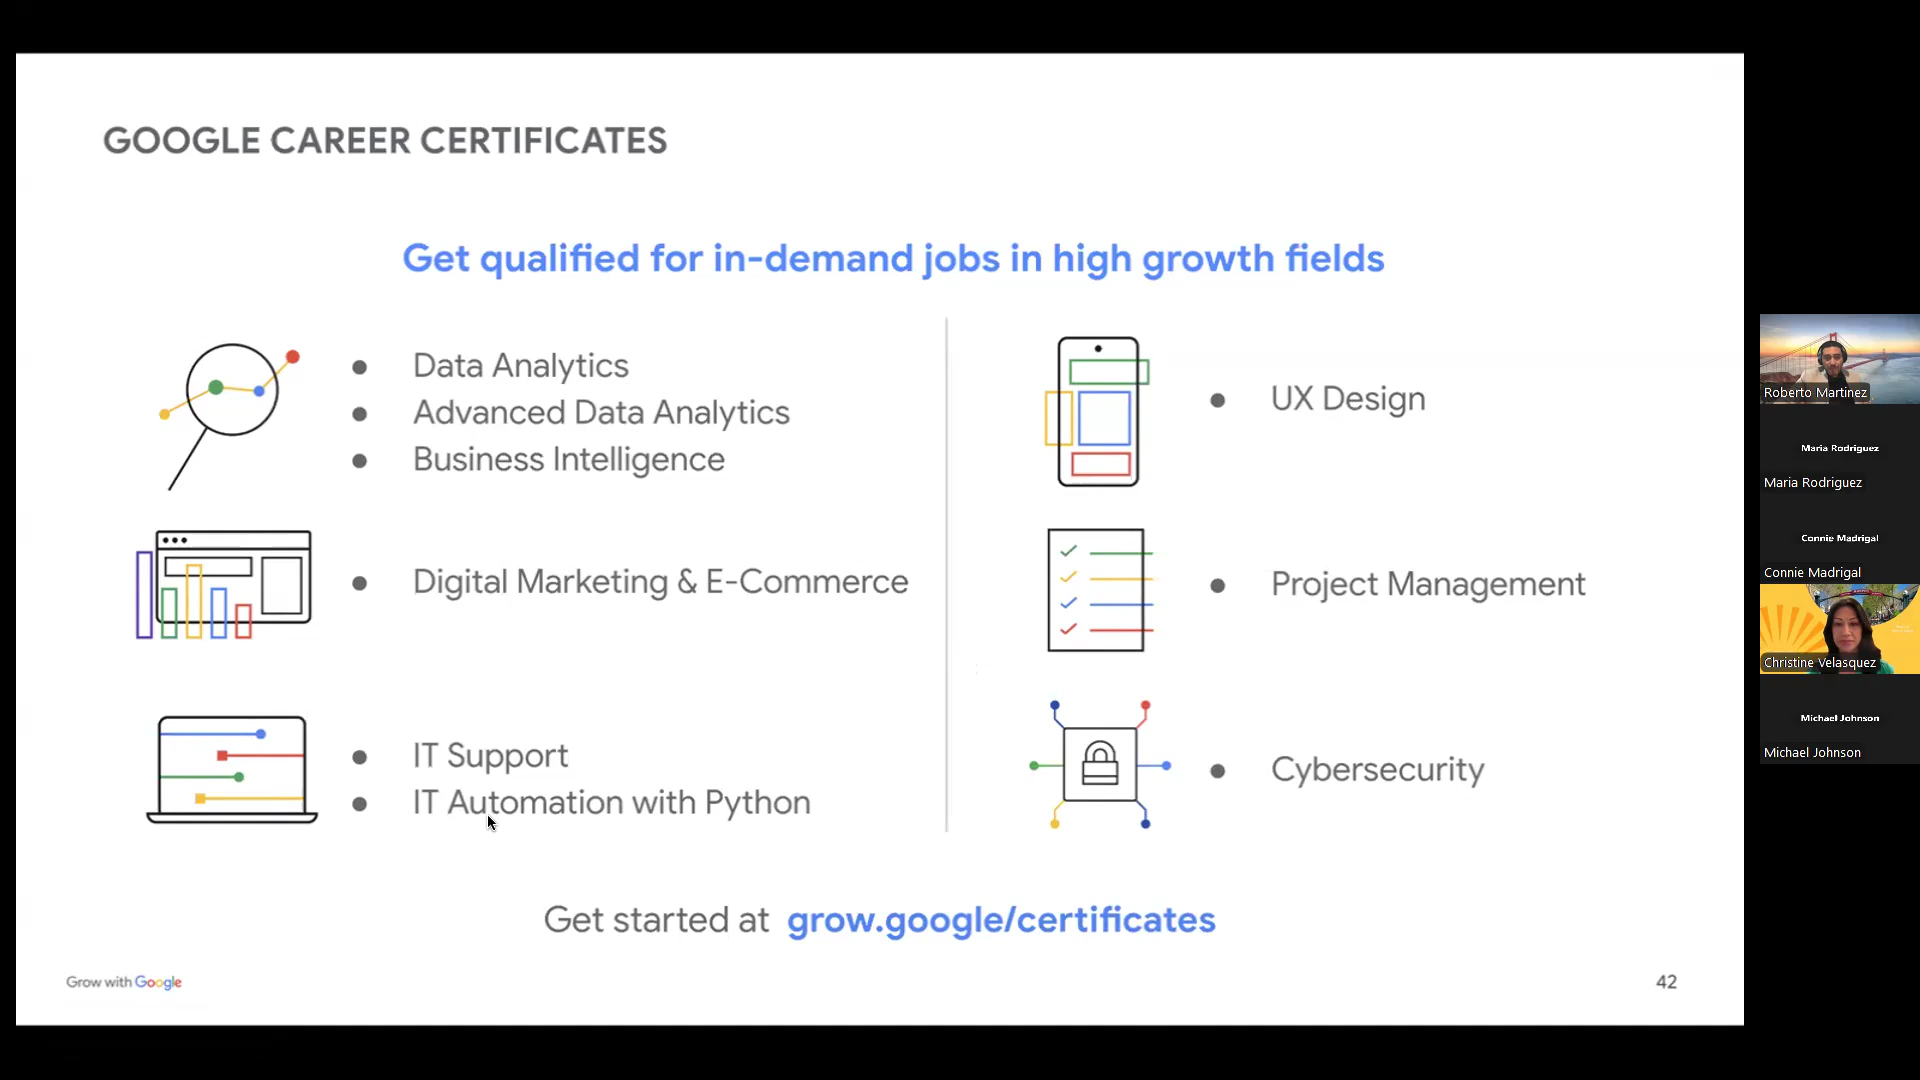 GOOGLE CAREER CERTIFICATES
Get qualified for in-demand jobs in high growth fields
Data Analytics
Advanced Data Analytics
Business Intelligence
Digital Marketing & E-Commerce
IT Support
IT Automation with Python
UX Design
Project Management
Cybersecurity
Get started at grow.google/certificates
Grow with Google
42
Roberto Martinez
Maria Rodriguez
Maria Rodriguez
Connie Madrigal
Connie Madrigal
Christine Velasquez
Michael Johnson
Michael Johnson